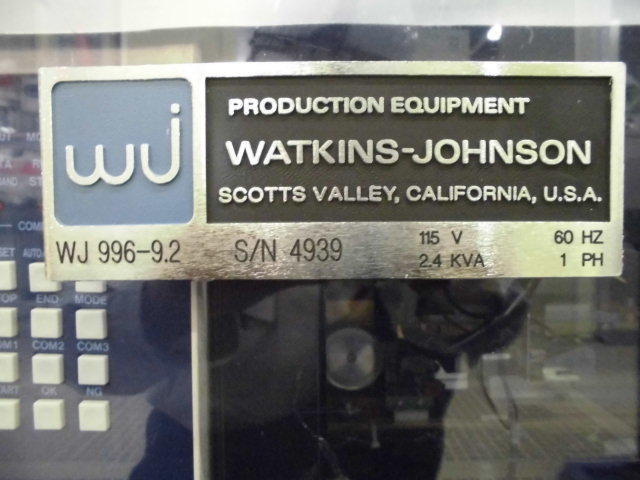 wj
PRODUCTION EQUIPMENT
WATKINS-JOHNSON
SCOTTS VALLEY, CALIFORNIA, U.S.A.
WJ 996-9.2 S/N 4939 115 V 60 HZ
2.4 KVA 1 PH
END MODE
COM2 COM3
OK NG